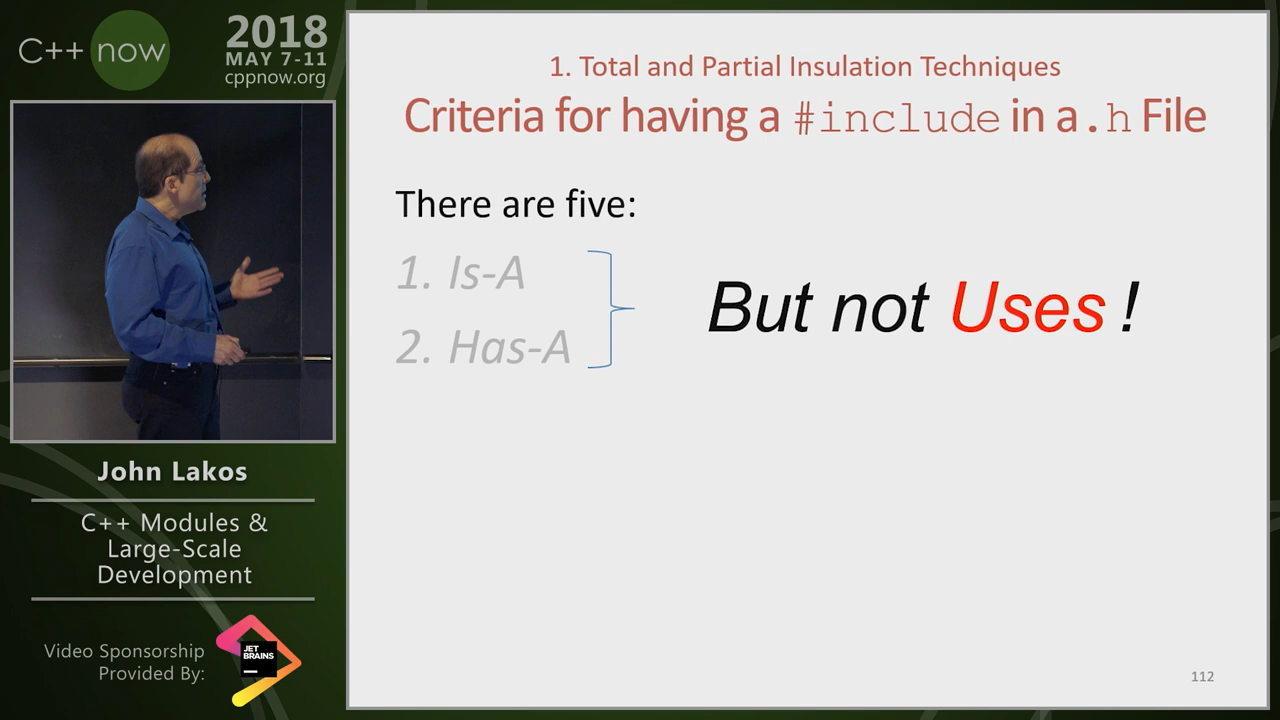 C++ now
2018
MAY 7-11
cppnow.org
John Lakos
C++ Modules &
Large-Scale
Development
Video Sponsorship
Provided By:
JET
BRAINS
1. Total and Partial Insulation Techniques
Criteria for having a #include in a .h File
There are five:
1. Is-A
2. Has-A
But not Uses !
112